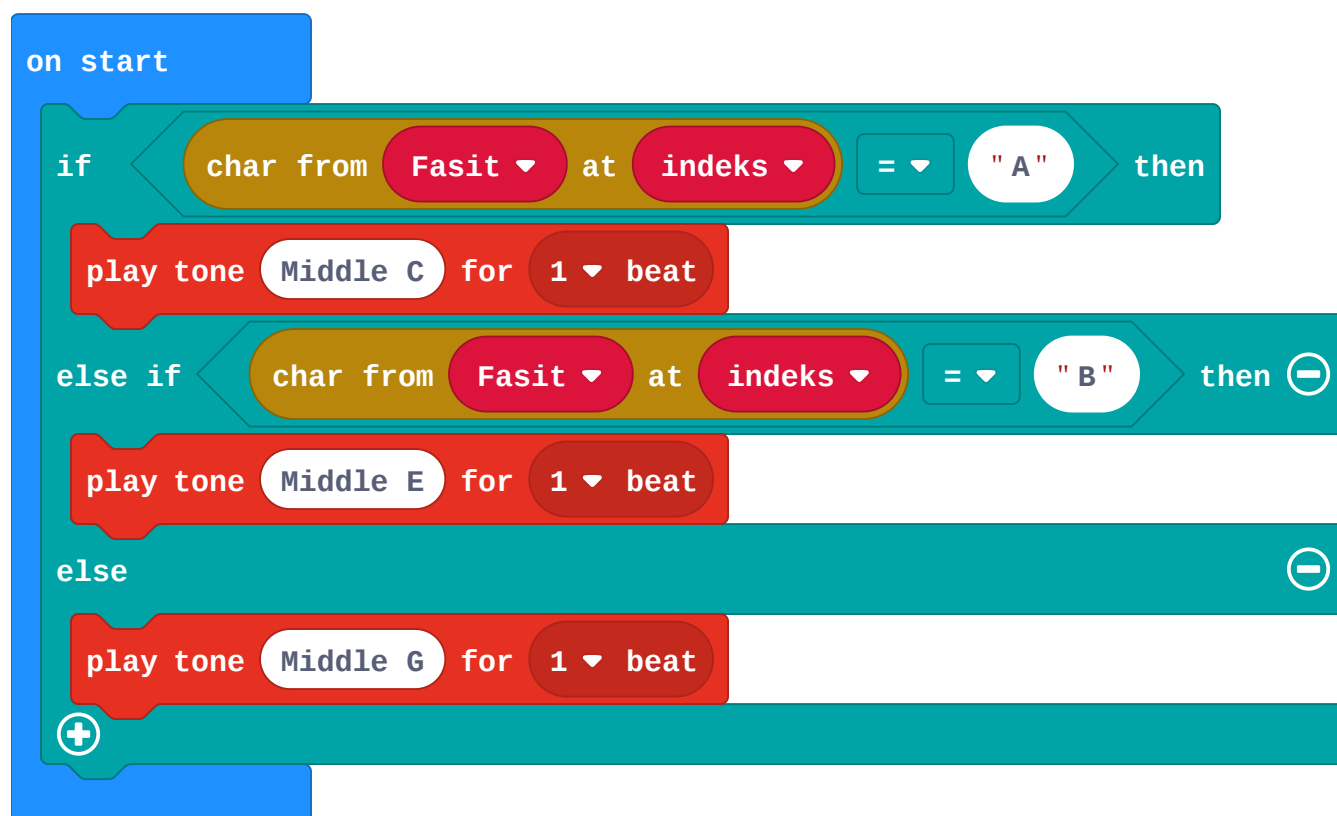 on start
if char from Fasit at indeks = "A" then
play tone Middle C for 1 beat
else if char from Fasit at indeks = "B" then
play tone Middle E for 1 beat
else
play tone Middle G for 1 beat